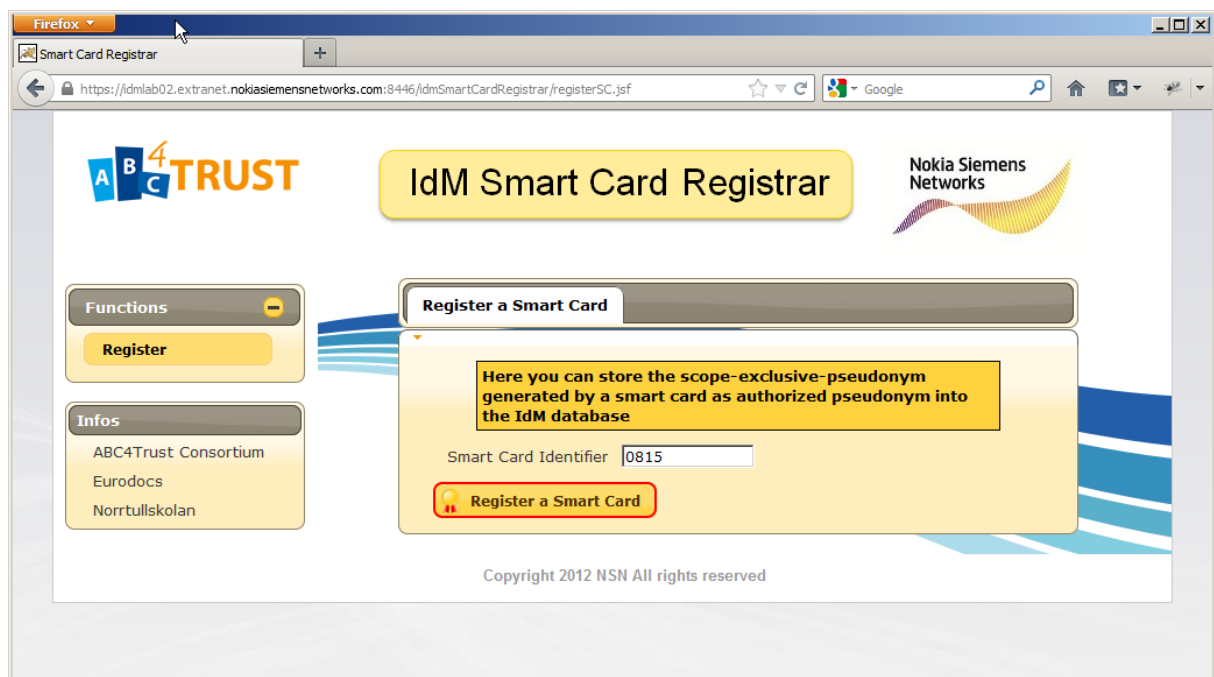 Firefox
Smart Card Registrar
https://idmlab02.extranet.nokiasiemensnetworks.com:8446/idmSmartCardRegistrar/registerSC.jsf
Google
ABC4TRUST
IdM Smart Card Registrar
Nokia Siemens
Networks
Functions
Register
Infos
ABC4Trust Consortium
Eurodocs
Norrtullskolan
Register a Smart Card
Here you can store the scope-exclusive-pseudonym
generated by a smart card as authorized pseudonym into
the IdM database
Smart Card Identifier 0815
Register a Smart Card
Copyright 2012 NSN All rights reserved